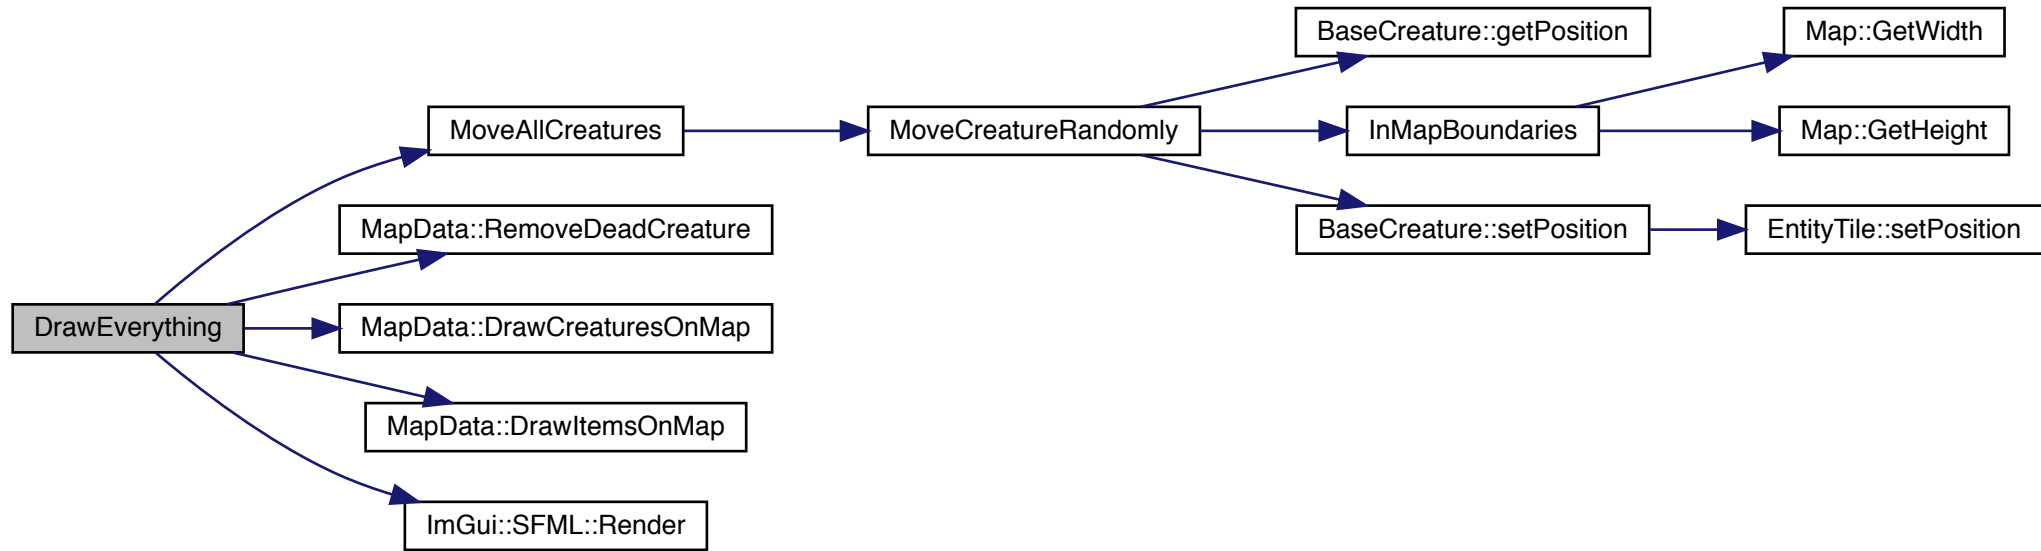 BaseCreature::getPosition
Map::GetWidth
MoveAllCreatures
MoveCreatureRandomly
InMapBoundaries
Map::GetHeight
MapData::RemoveDeadCreature
BaseCreature::setPosition
EntityTile::setPosition
DrawEverything
MapData::DrawCreaturesOnMap
MapData::DrawItemsOnMap
ImGui::SFML::Render